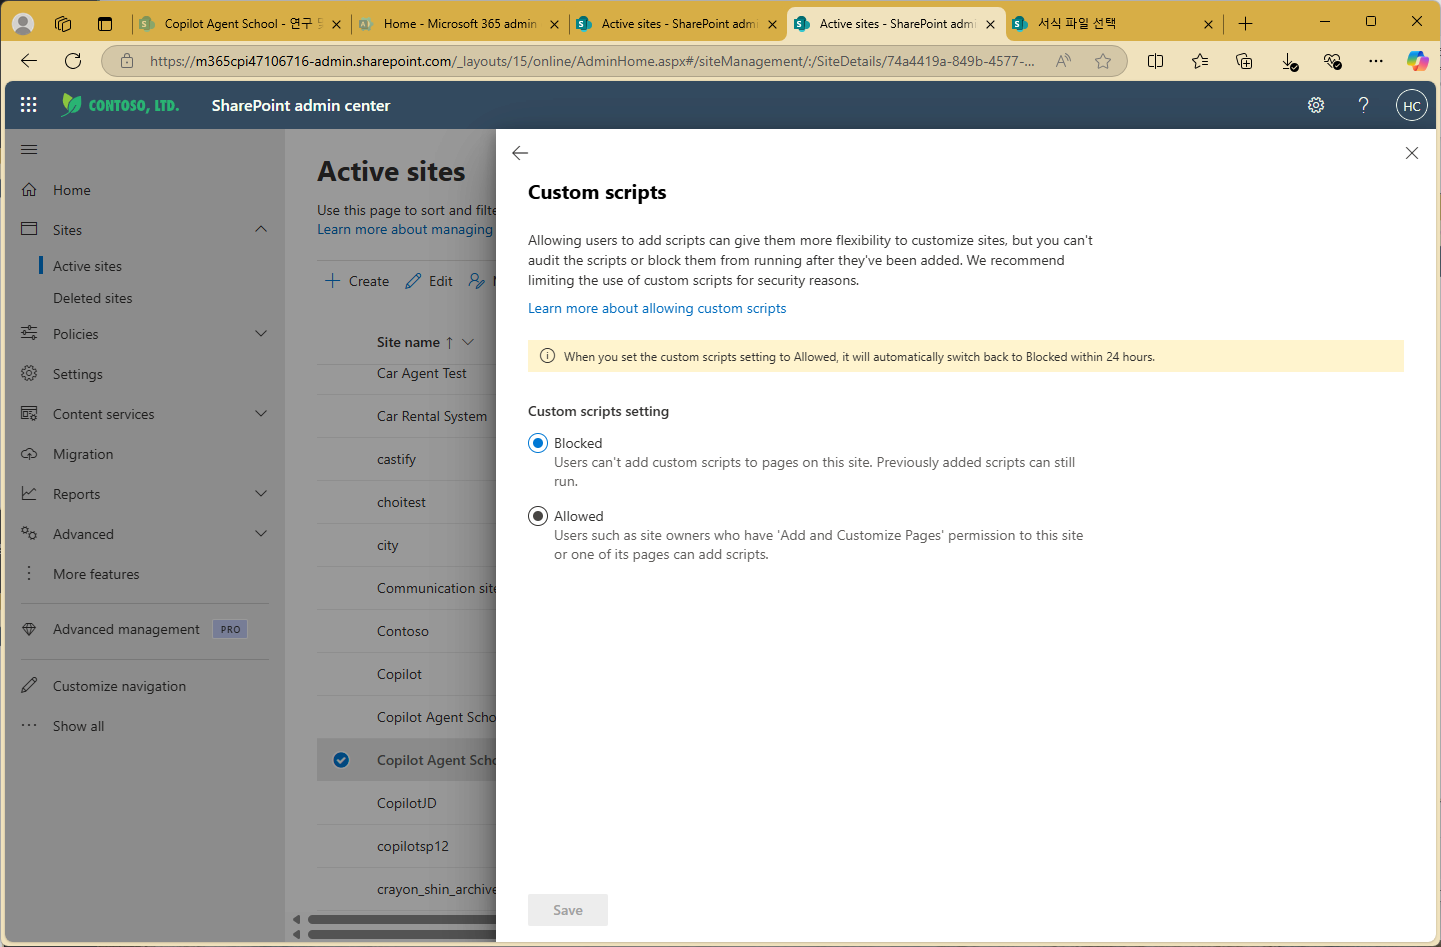 Copilot Agent School - 연구 및
Home - Microsoft 365 admin
Active sites - SharePoint admi
Active sites - SharePoint admi
서식 파일 선택
https://m365cpi47106716-admin.sharepoint.com/_layouts/15/online/AdminHome.aspx#/siteManagement/:/SiteDetails/74a4419a-849b-4577-...
CONTOSO, LTD.
SharePoint admin center
HC
Home
Sites
Active sites
Deleted sites
Policies
Settings
Content services
Migration
Reports
Advanced
More features
Advanced management PRO
Customize navigation
Show all
Active sites
Use this page to sort and filte
Learn more about managing
Create
Edit
Site name
Car Agent Test
Car Rental System
castify
choitest
city
Communication site
Contoso
Copilot
Copilot Agent Scho
Copilot Agent Scho
CopilotJD
copilotsp12
crayon_shin_archive
Custom scripts
Allowing users to add scripts can give them more flexibility to customize sites, but you can't
audit the scripts or block them from running after they've been added. We recommend
limiting the use of custom scripts for security reasons.
Learn more about allowing custom scripts
When you set the custom scripts setting to Allowed, it will automatically switch back to Blocked within 24 hours.
Custom scripts setting
Blocked
Users can't add custom scripts to pages on this site. Previously added scripts can still
run.
Allowed
Users such as site owners who have 'Add and Customize Pages' permission to this site
or one of its pages can add scripts.
Save